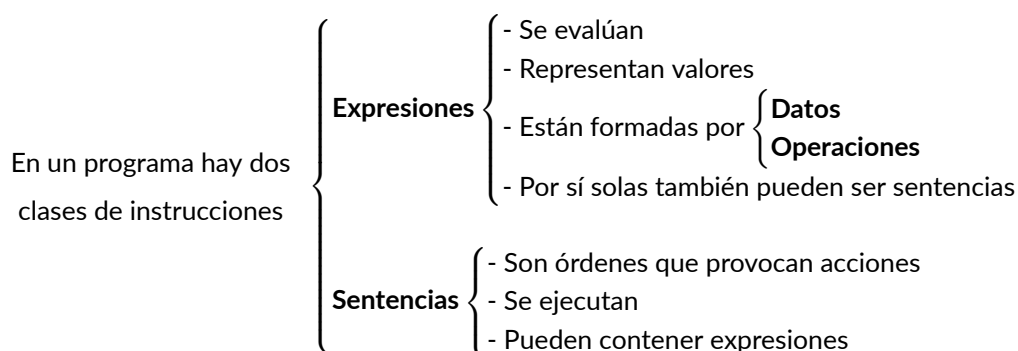 En un programa hay dos
clases de instrucciones
Expresiones
- Se evalúan
- Representan valores
- Están formadas por
Datos
Operaciones
- Por sí solas también pueden ser sentencias
Sentencias
- Son órdenes que provocan acciones
- Se ejecutan
- Pueden contener expresiones